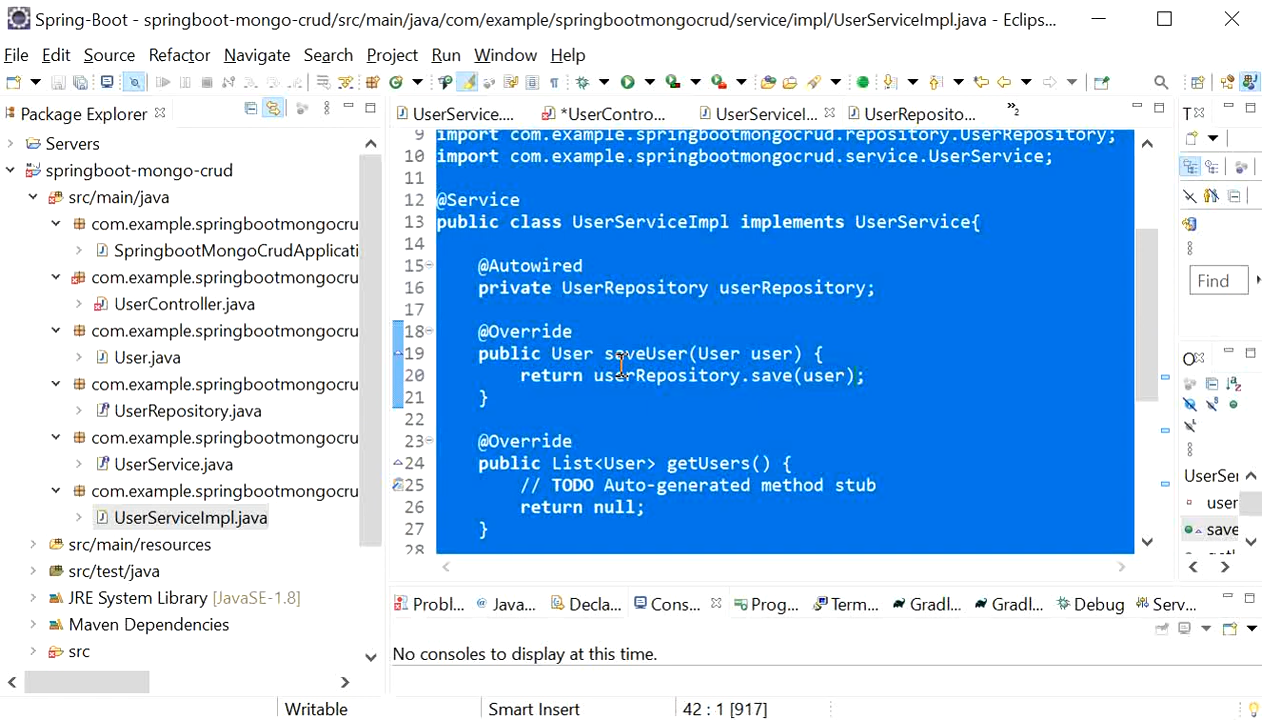 Spring-Boot - springboot-mongo-crud/src/main/java/com/example/springbootmongocrud/service/impl/UserServiceImpl.java - Eclips...
File Edit Source Refactor Navigate Search Project Run Window Help
Package Explorer
Servers
springboot-mongo-crud
src/main/java
com.example.springbootmongocru
SpringbootMongoCrudApplicati
com.example.springbootmongocru
UserController.java
com.example.springbootmongocru
User.java
com.example.springbootmongocru
UserRepository.java
com.example.springbootmongocru
UserService.java
com.example.springbootmongocru
UserServiceImpl.java
src/main/resources
src/test/java
JRE System Library [JavaSE-1.8]
Maven Dependencies
src
UserService.... *UserContro... UserServiceI... UserReposito... »2
9 import com.example.springbootmongocrud.repository.UserRepository;
10 import com.example.springbootmongocrud.service.UserService;
11
12 @Service
13 public class UserServiceImpl implements UserService{
14
15 @Autowired
16 private UserRepository userRepository;
17
18 @Override
19 public User saveUser(User user) {
20 return userRepository.save(user);
21 }
22
23 @Override
24 public List<User> getUsers() {
25 // TODO Auto-generated method stub
26 return null;
27 }
28
T
Find
O
UserSer
user
save
Probl... Java... Decla... Cons... Prog... Term... Gradl... Gradl... Debug Serv...
No consoles to display at this time.
Writable Smart Insert 42 : 1 [917]